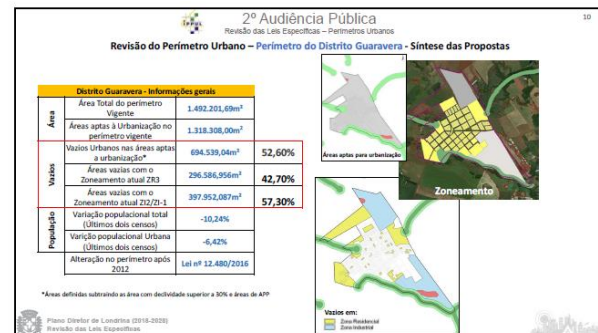 IPPUL
2º Audiência Pública
Revisão das Leis Específicas – Perímetros Urbanos
10
Revisão do Perímetro Urbano – Perímetro do Distrito Guaravera - Síntese das Propostas
Distrito Guaravera - Informações gerais
Área
Área Total do perímetro
Vigente
1.492.201,69m²
Áreas aptas à Urbanização no
perímetro vigente
1.318.308,00m²
Vazios
Vazios Urbanos nas áreas aptas
a urbanização*
694.539,04m²
52,60%
Áreas vazias com o
Zoneamento atual ZR3
296.586,956m²
42,70%
Áreas vazias com o
Zoneamento atual ZI2/ZI-1
397.952,087m²
57,30%
População
Variação populacional total
(Últimos dois censos)
-10,24%
Varição populacional Urbana
(Últimos dois censos)
-6,42%
Alteração no perímetro após
2012
Lei nº 12.480/2016
Áreas aptas para urbanização
Zoneamento
Vazios em:
Zona Residencial
Zona Industrial
*Áreas definidas subtraindo as área com declividade superior a 30% e áreas de APP
Plano Diretor de Londrina (2018-2028)
Revisão das Leis Específicas